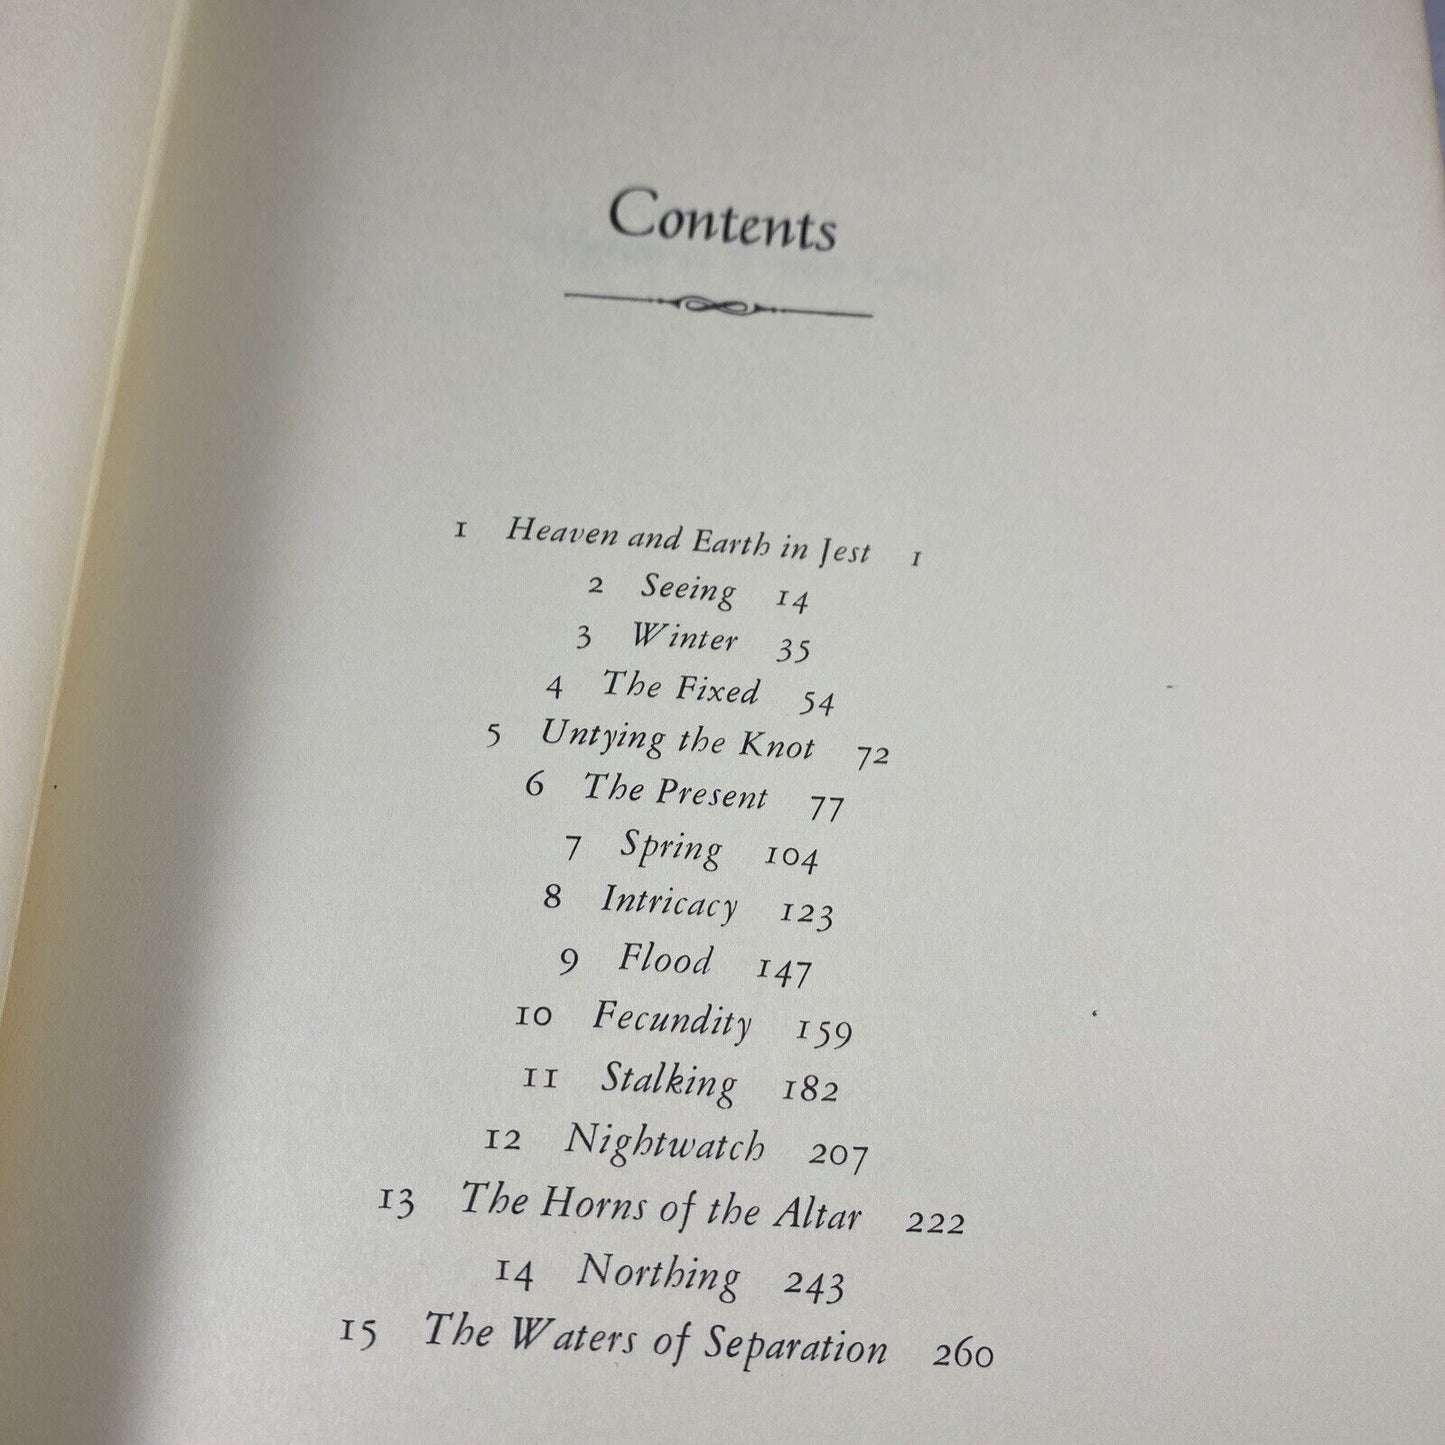 Contents
1 Heaven and Earth in Jest 1
2 Seeing 14
3 Winter 35
4 The Fixed 54
5 Untying the Knot 72
6 The Present 77
7 Spring 104
8 Intricacy 123
9 Flood 147
10 Fecundity 159
11 Stalking 182
12 Nightwatch 207
13 The Horns of the Altar 222
14 Northing 243
15 The Waters of Separation 260